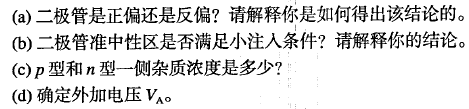 (a) 二极管是正偏还是反偏？请解释你是如何得出该结论的。
(b) 二极管准中性区是否满足小注入条件？请解释你的结论。
(c) p 型和 n 型一侧杂质浓度是多少？
(d) 确定外加电压 VA。